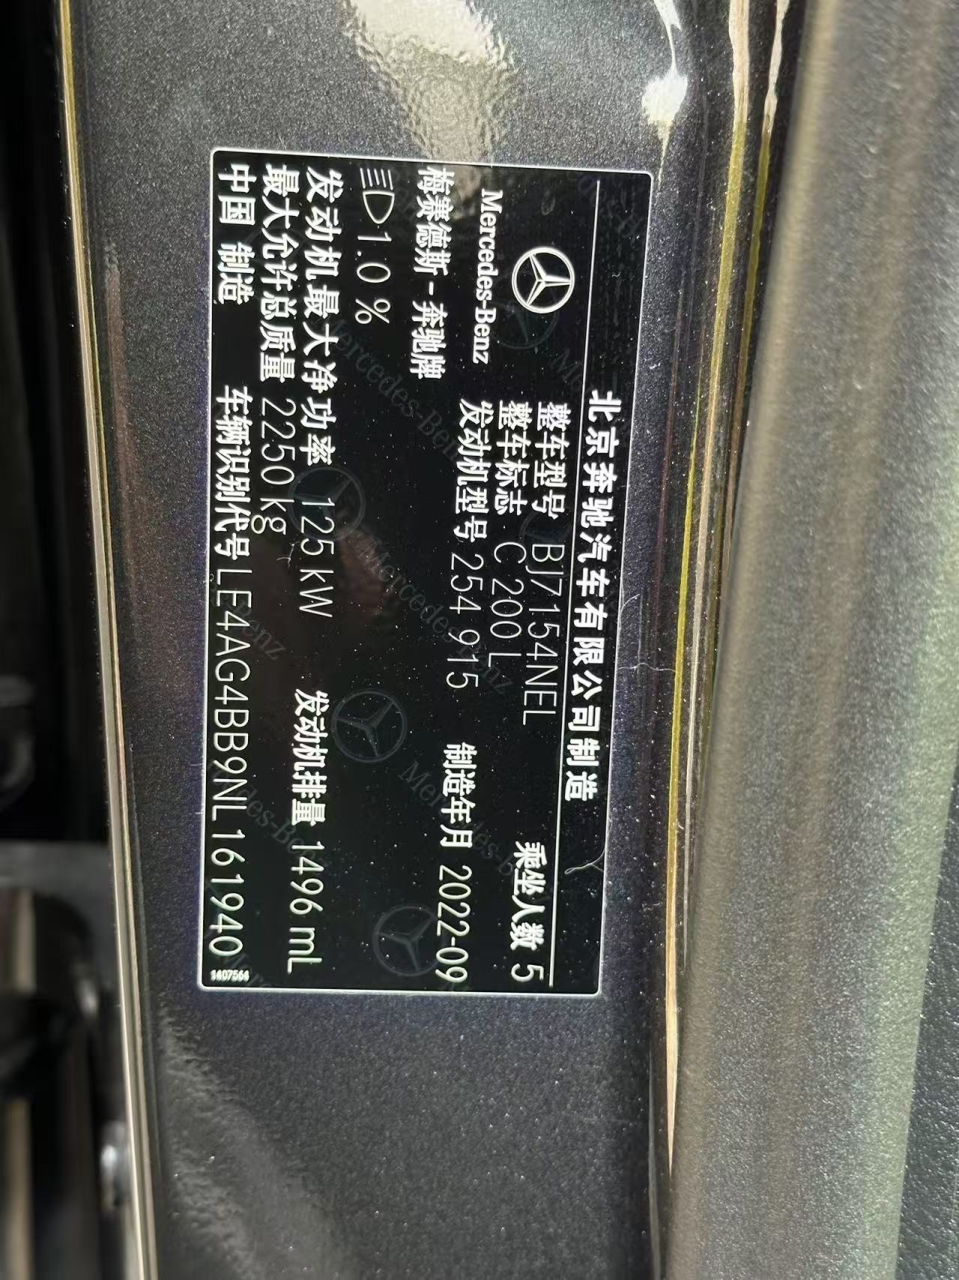 北京奔驰汽车有限公司制造
Mercedes-Benz
梅赛德斯-奔驰牌
整车型号 BJ7154NEL
乘坐人数 5
整车标志 C 200 L
发动机型号 254 915
制造年月 2022-09
1.0 %
发动机最大净功率 125 kW
发动机排量 1496 mL
最大允许总质量 2250 kg
中国 制造
车辆识别代号 LE4AG4BB9NL161940
1407564